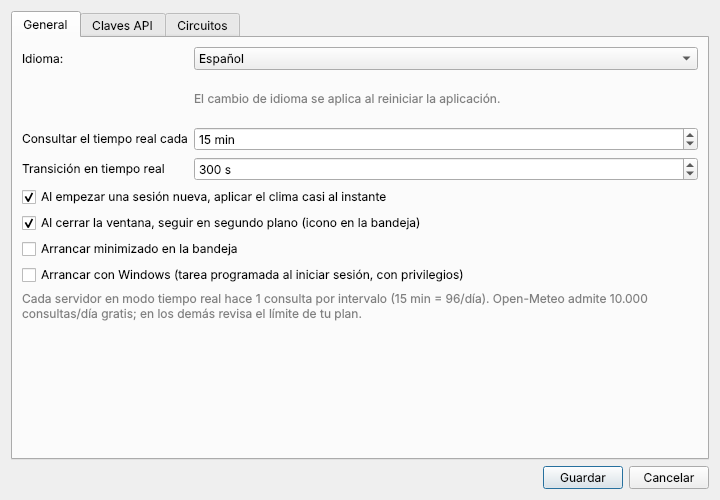 General
Claves API
Circuitos
Idioma:
Español
El cambio de idioma se aplica al reiniciar la aplicación.
Consultar el tiempo real cada
15 min
Transición en tiempo real
300 s
Al empezar una sesión nueva, aplicar el clima casi al instante
Al cerrar la ventana, seguir en segundo plano (icono en la bandeja)
Arrancar minimizado en la bandeja
Arrancar con Windows (tarea programada al iniciar sesión, con privilegios)
Cada servidor en modo tiempo real hace 1 consulta por intervalo (15 min = 96/día). Open-Meteo admite 10.000
consultas/día gratis; en los demás revisa el límite de tu plan.
Guardar
Cancelar